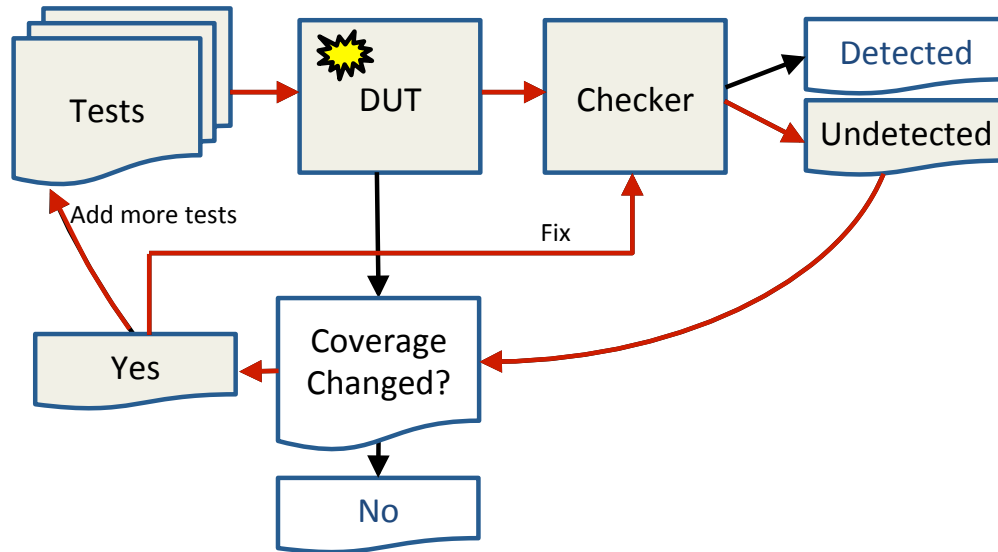 Tests
DUT
Checker
Detected
Undetected
Add more tests
Fix
Yes
Coverage
Changed?
No